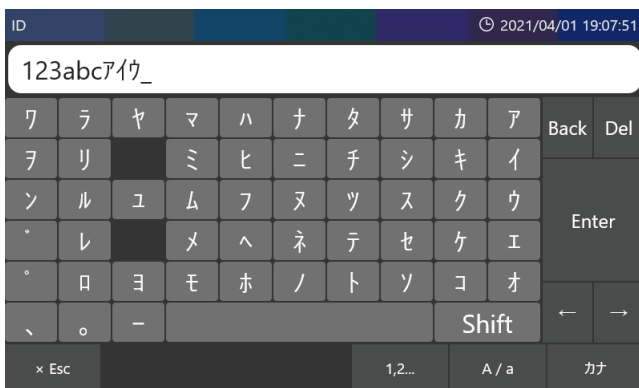 ID 2021/04/01 19:07:51
123abcｱｲｳ_
ワ ラ ヤ マ ハ ナ タ サ カ ア Back Del
ヲ リ ミ ヒ ニ チ シ キ イ
ン ル ユ ム フ ヌ ツ ス ク ウ Enter
゛ レ メ ヘ ネ テ セ ケ エ
゜ ロ ヨ モ ホ ノ ト ソ コ オ
、 。 ー Shift ← →
× Esc 1,2... A / a カナ